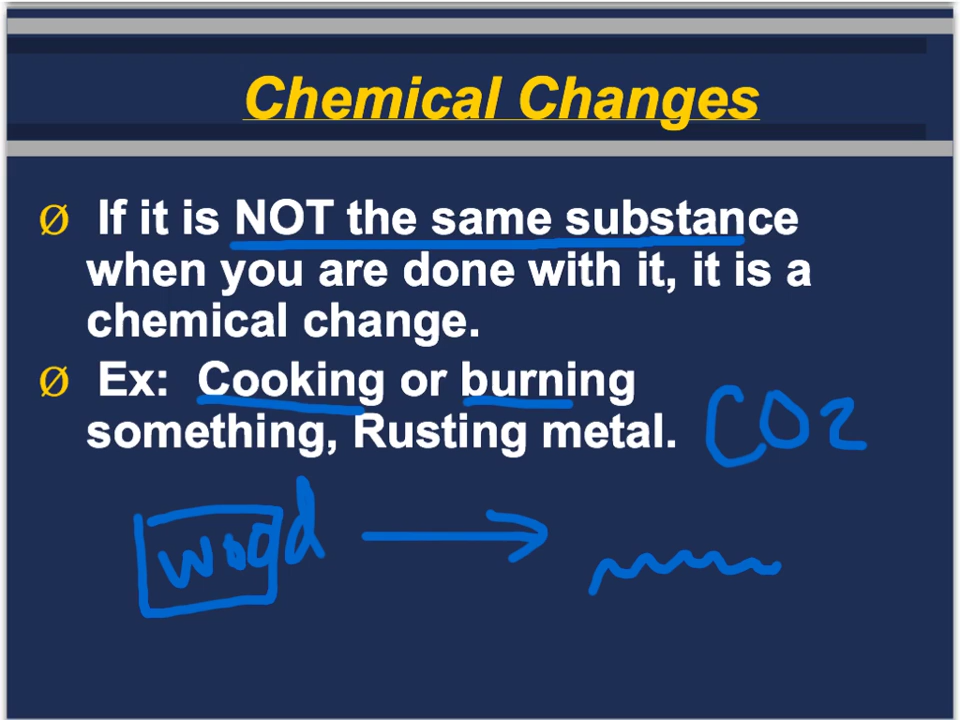 Chemical Changes
Ø If it is NOT the same substance
when you are done with it, it is a
chemical change.
Ø Ex: Cooking or burning
something, Rusting metal.
CO2
wood